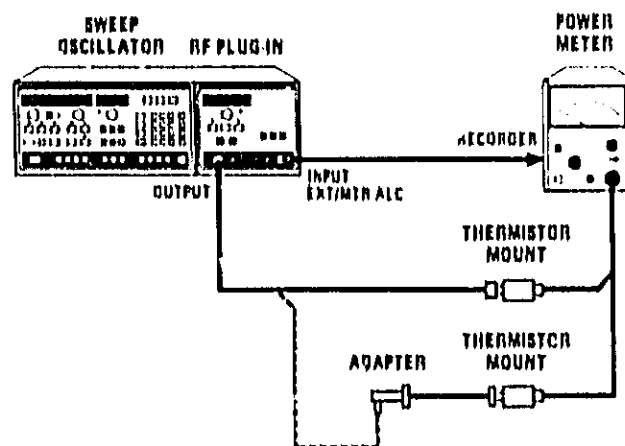 SWEEP
OSCILLATOR
RF PLUG-IN
POWER
METER
RECORDER
OUTPUT
INPUT
EXT/MTR ALC
THERMISTOR
MOUNT
THERMISTOR
MOUNT
ADAPTER